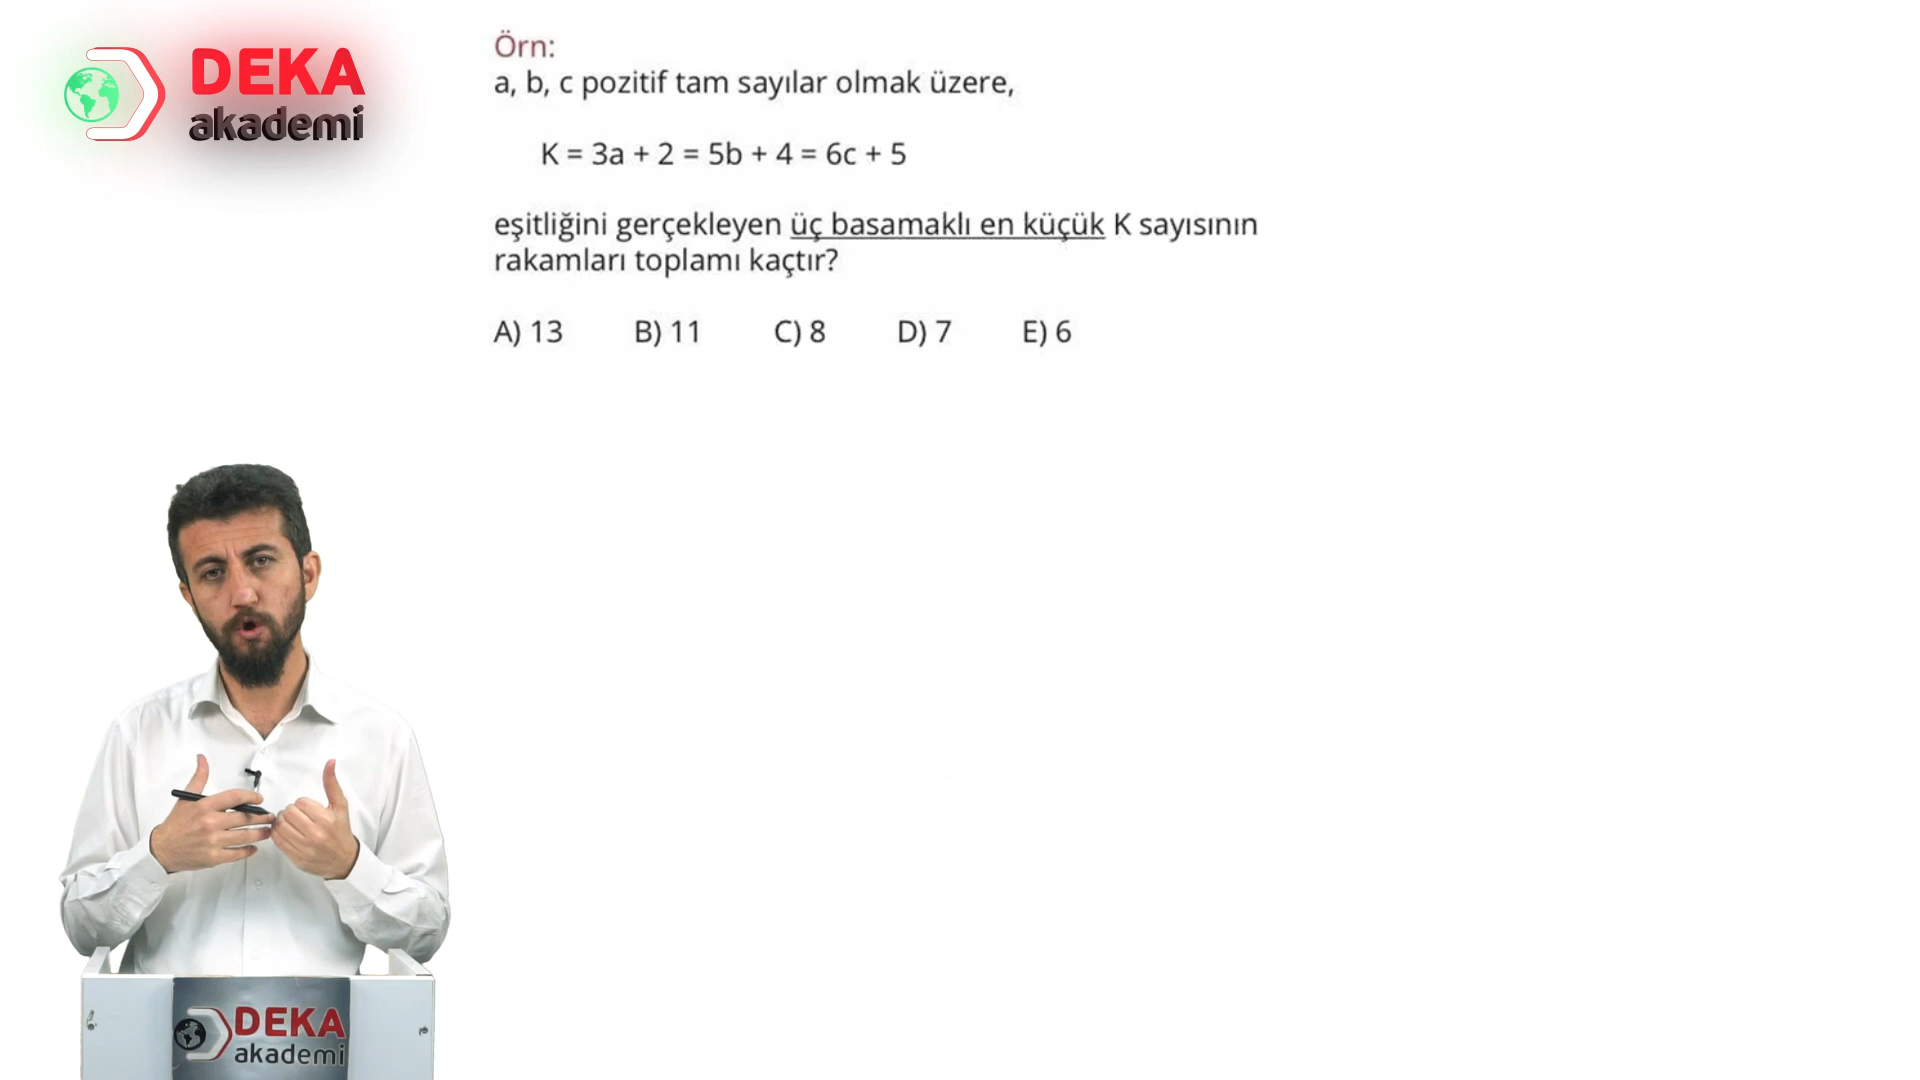 DEKA
akademi
Örn:
a, b, c pozitif tam sayılar olmak üzere,
K = 3a + 2 = 5b + 4 = 6c + 5
eşitliğini gerçekleyen üç basamaklı en küçük K sayısının
rakamları toplamı kaçtır?
A) 13 B) 11 C) 8 D) 7 E) 6
DEKA
akademi